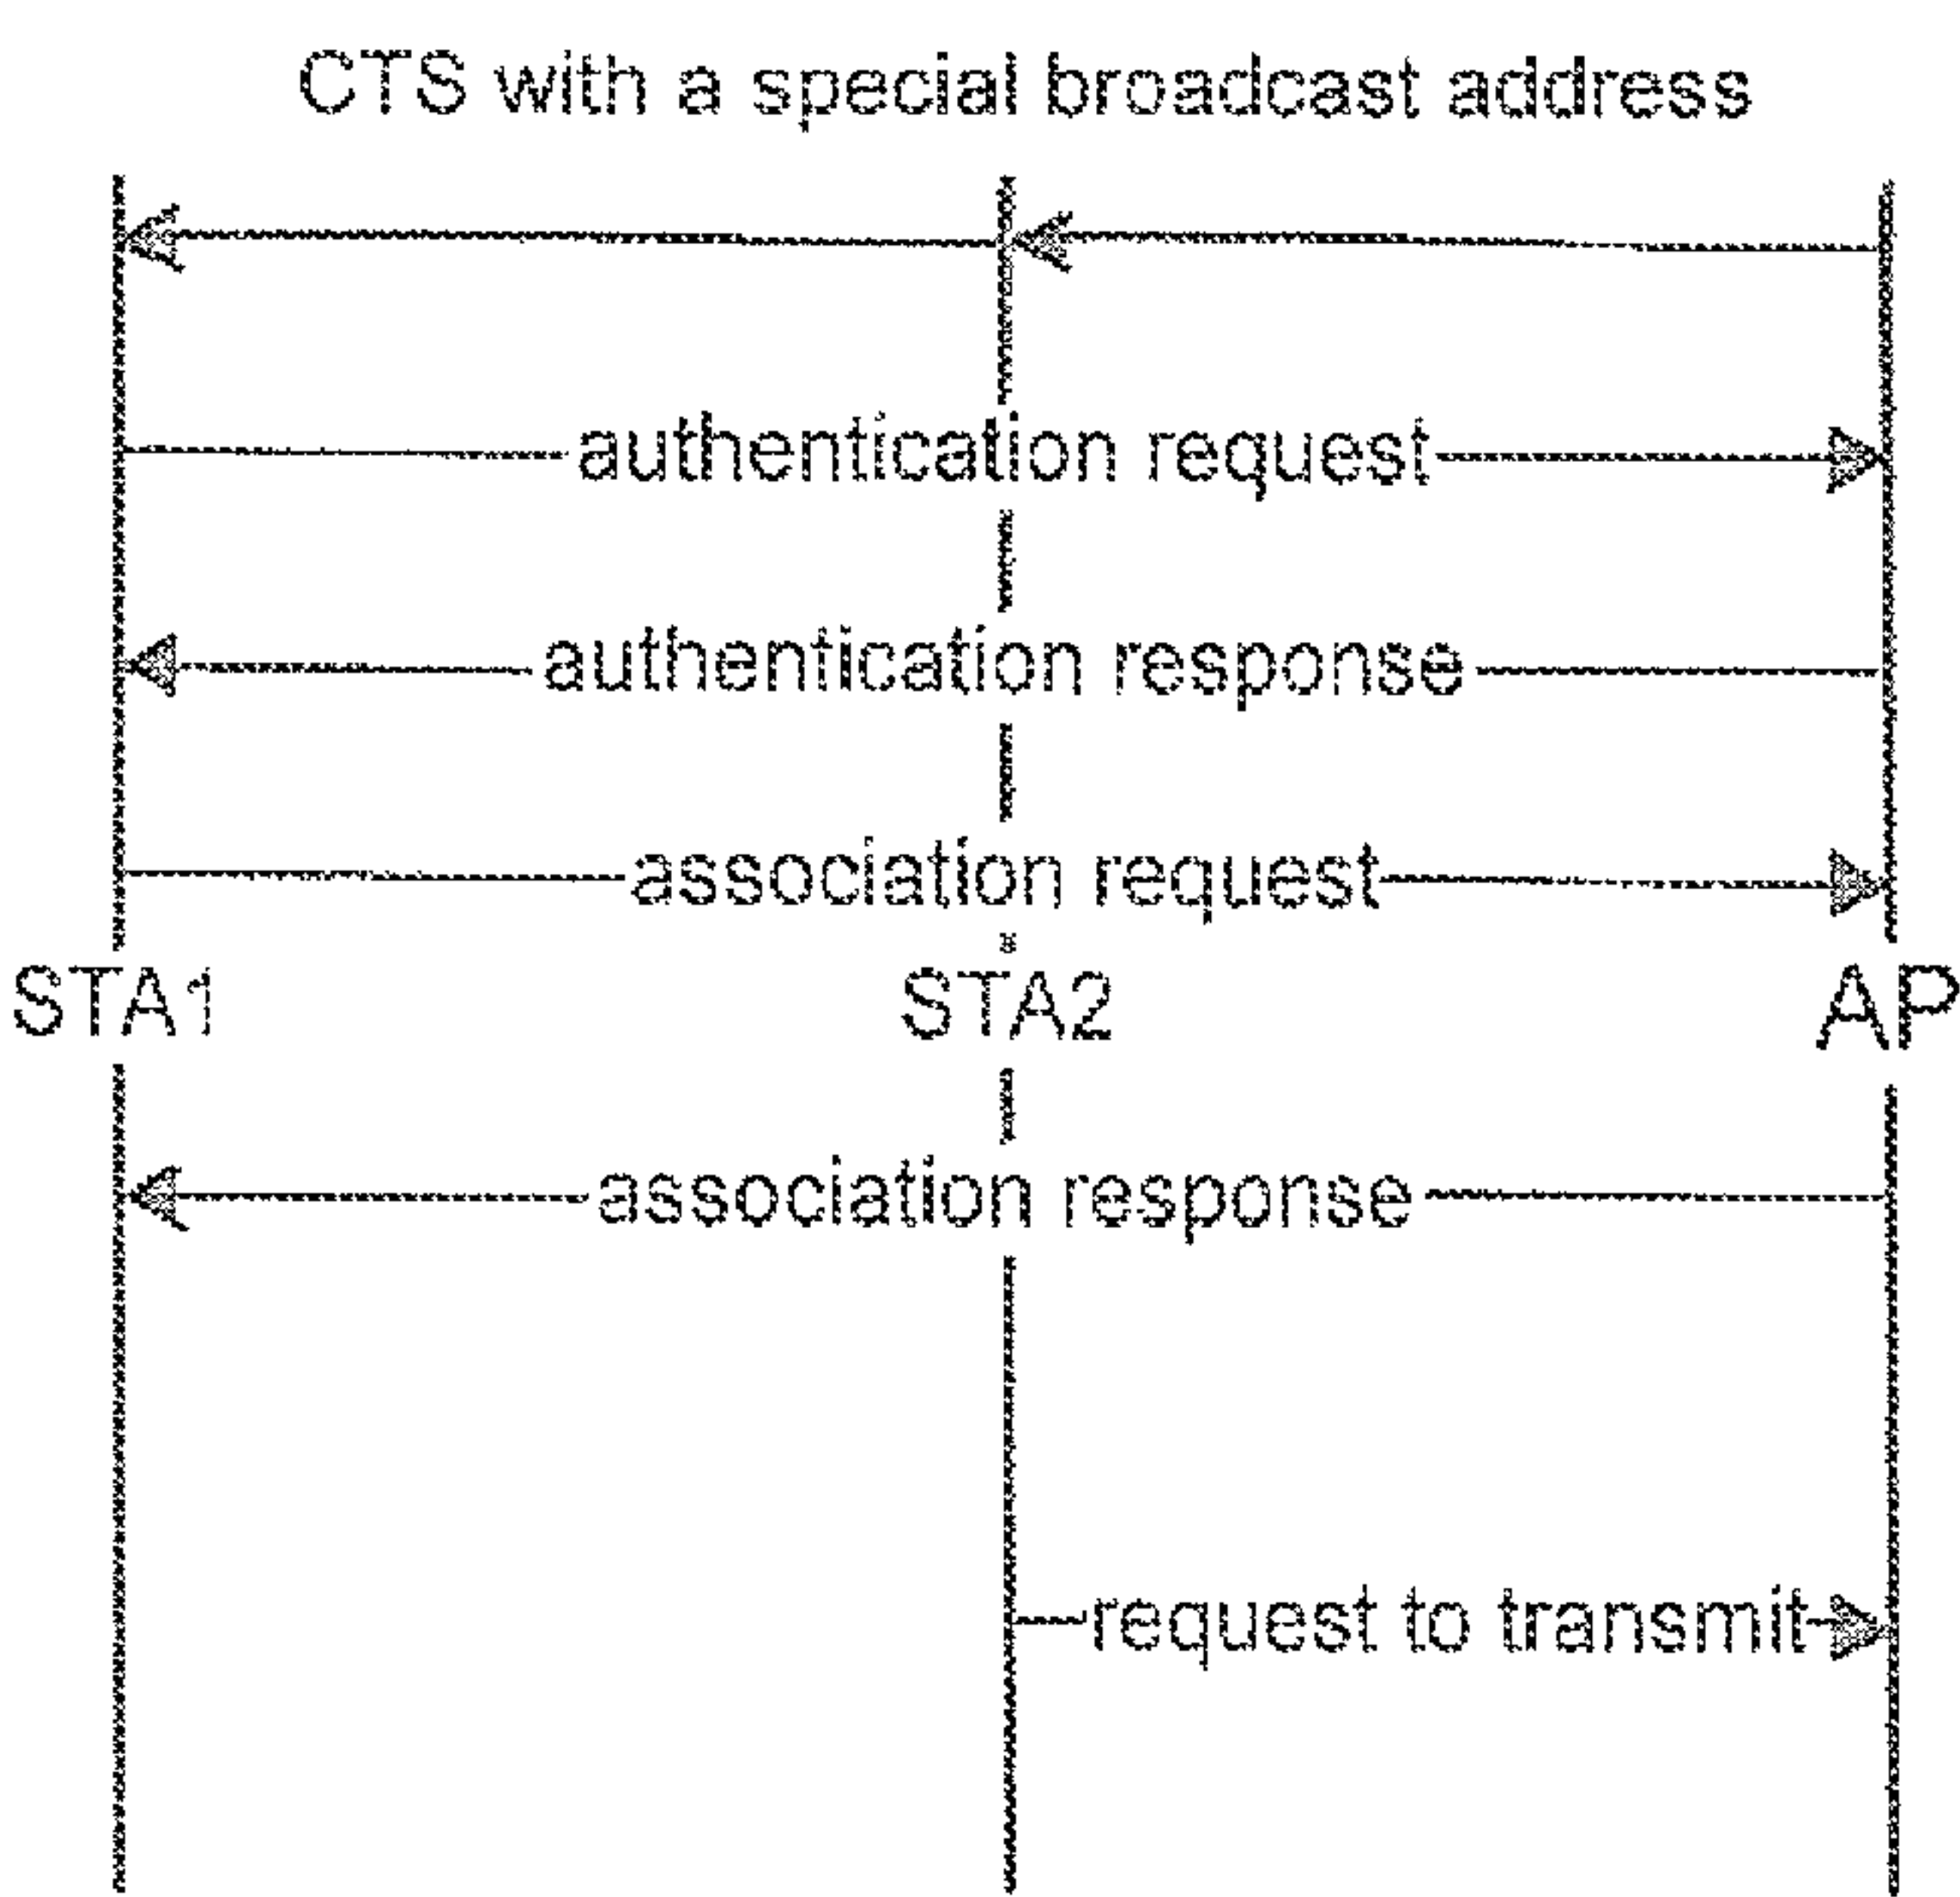 CTS with a special broadcast address
authentication request
authentication response
association request
STA1 STA2 AP
association response
request to transmit